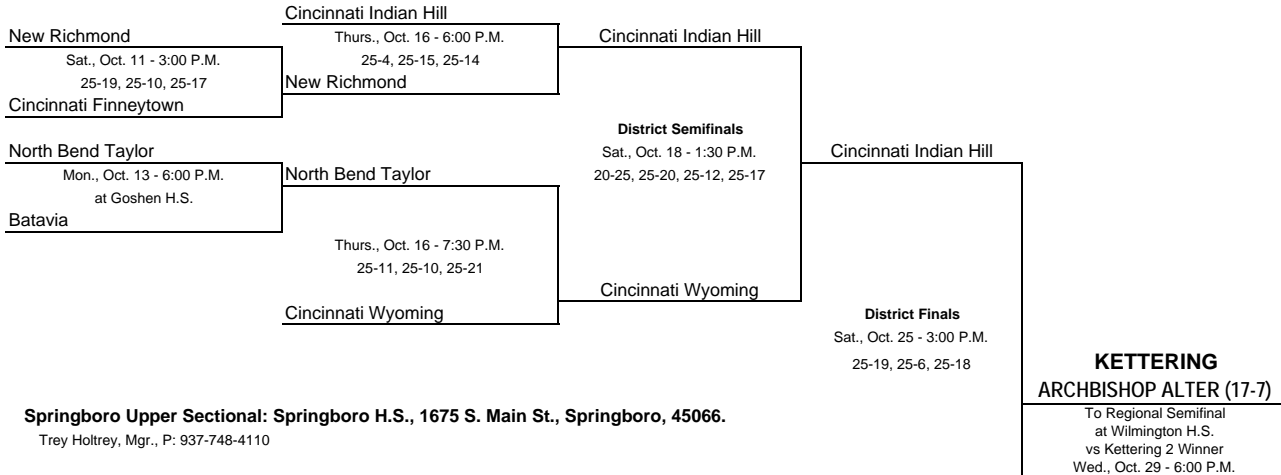 Cincinnati Indian Hill
New Richmond
Thurs., Oct. 16 - 6:00 P.M.
Cincinnati Indian Hill
Sat., Oct. 11 - 3:00 P.M.
25-4, 25-15, 25-14
25-19, 25-10, 25-17
New Richmond
Cincinnati Finneytown
District Semifinals
North Bend Taylor
Sat., Oct. 18 - 1:30 P.M.
Cincinnati Indian Hill
Mon., Oct. 13 - 6:00 P.M.
North Bend Taylor
20-25, 25-20, 25-12, 25-17
at Goshen H.S.
Batavia
Thurs., Oct. 16 - 7:30 P.M.
25-11, 25-10, 25-21
Cincinnati Wyoming
Cincinnati Wyoming
District Finals
Sat., Oct. 25 - 3:00 P.M.
25-19, 25-6, 25-18
KETTERING
ARCHBISHOP ALTER (17-7)
Springboro Upper Sectional: Springboro H.S., 1675 S. Main St., Springboro, 45066.
To Regional Semifinal
Trey Holtrey, Mgr., P: 937-748-4110
at Wilmington H.S.
vs Kettering 2 Winner
Wed., Oct. 29 - 6:00 P.M.